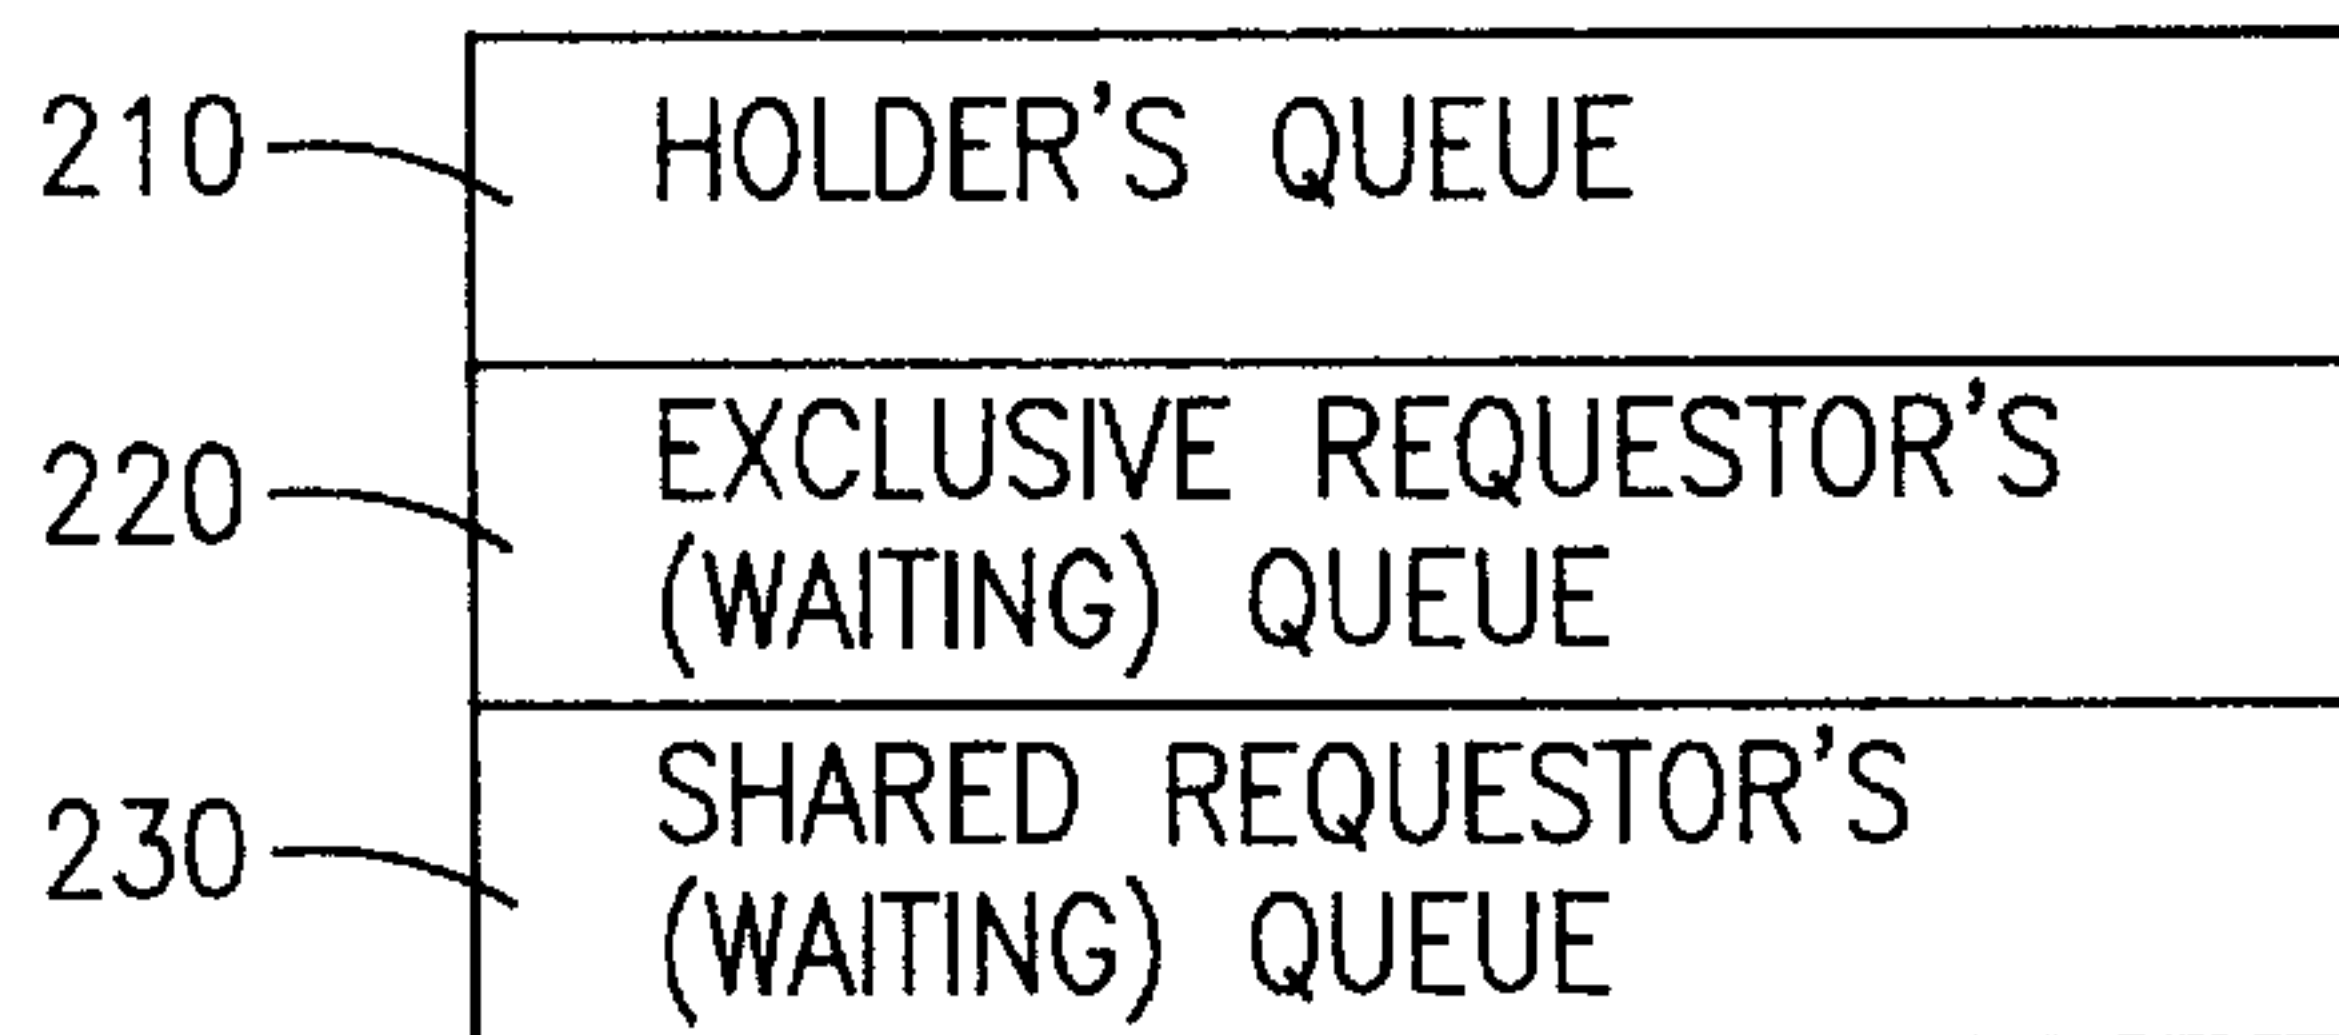 210 HOLDER'S QUEUE
220 EXCLUSIVE REQUESTOR'S
(WAITING) QUEUE
230 SHARED REQUESTOR'S
(WAITING) QUEUE